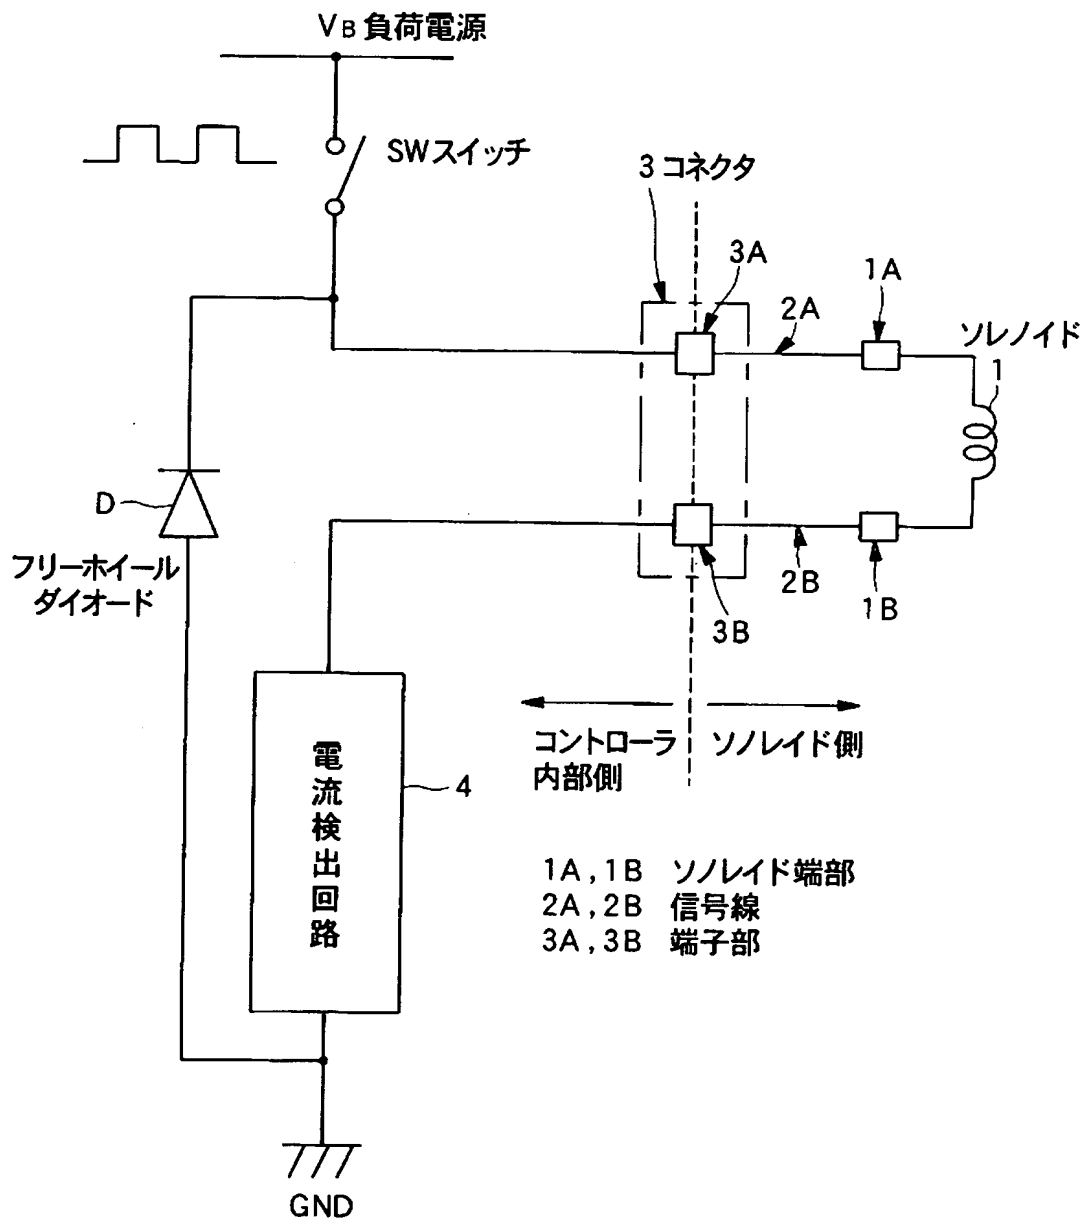 VB 負荷電源
SWスイッチ
3 コネクタ
3A
1A
2A
ソレノイド
1
D
フリーホイール
ダイオード
2B
1B
3B
コントローラ
内部側
ソノレイド側
電流検出回路
4
1A,1B ソノレイド端部
2A,2B 信号線
3A,3B 端子部
GND